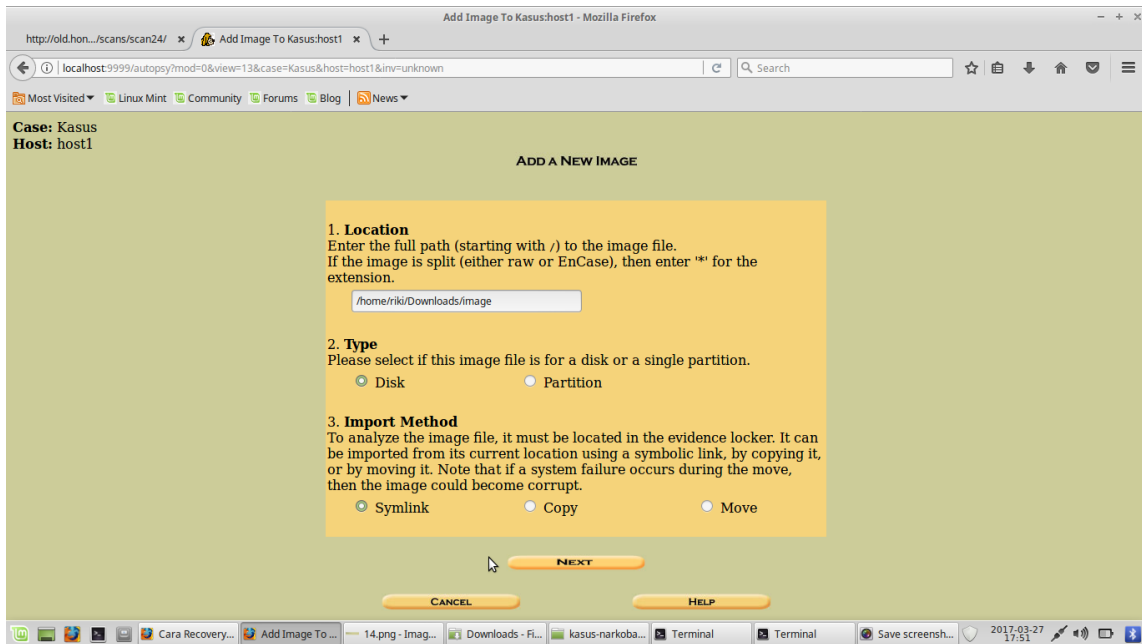 Add Image To Kasus:host1 - Mozilla Firefox
http://old.hon.../scans/scan24/
Add Image To Kasus:host1
localhost:9999/autopsy?mod=0&view=13&case=Kasus&host=host1&inv=unknown
Search
Most Visited
Linux Mint
Community
Forums
Blog
News
Case: Kasus
Host: host1
ADD A NEW IMAGE
1. Location
Enter the full path (starting with /) to the image file.
If the image is split (either raw or EnCase), then enter '*' for the
extension.
/home/riki/Downloads/image
2. Type
Please select if this image file is for a disk or a single partition.
Disk
Partition
3. Import Method
To analyze the image file, it must be located in the evidence locker. It can
be imported from its current location using a symbolic link, by copying it,
or by moving it. Note that if a system failure occurs during the move,
then the image could become corrupt.
Symlink
Copy
Move
NEXT
CANCEL
HELP
Cara Recovery...
Add Image To ...
14.png - Imag...
Downloads - Fi...
kasus-narkoba...
Terminal
Terminal
Save screensh...
2017-03-27
17:51